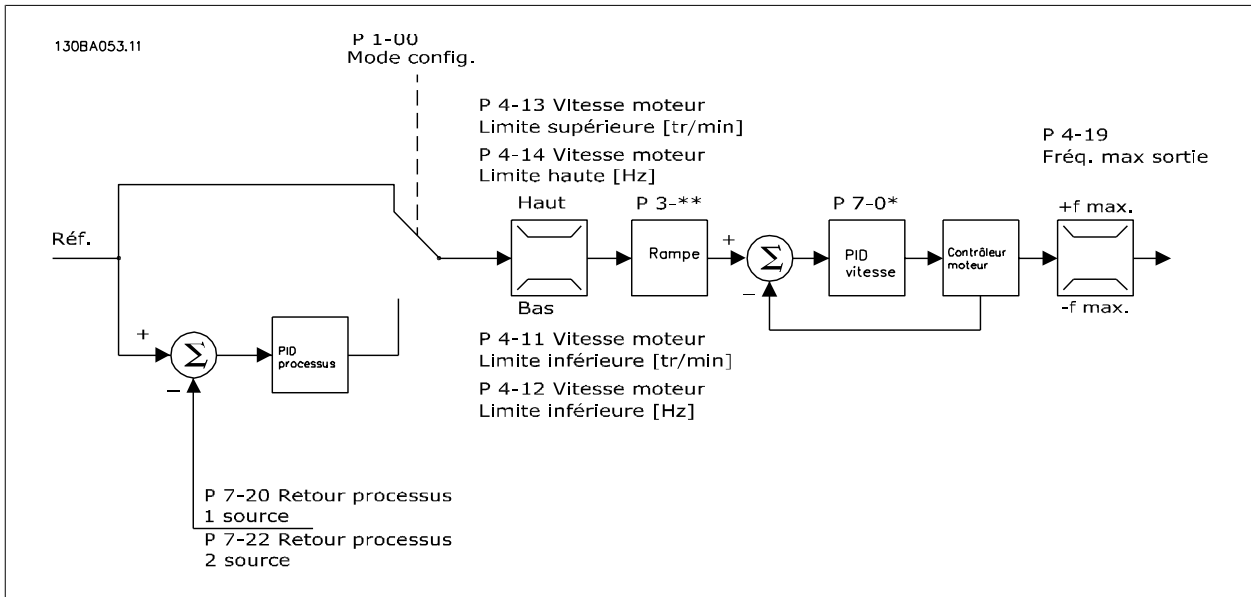 130BA053.11
P 1-00
Mode config.
P 4-13 VItesse moteur
Limite supérieure [tr/min]
P 4-14 Vitesse moteur
Limite haute [Hz]
P 4-19
Fréq. max sortie
Réf.
Haut
Bas
P 3-**
Rampe
+
Σ
−
P 7-0*
PID
vitesse
Contrôleur
moteur
+f max.
-f max.
+
Σ
−
PID
processus
P 4-11 Vitesse moteur
Limite inférieure [tr/min]
P 4-12 Vitesse moteur
Limite inférieure [Hz]
P 7-20 Retour processus
1 source
P 7-22 Retour processus
2 source